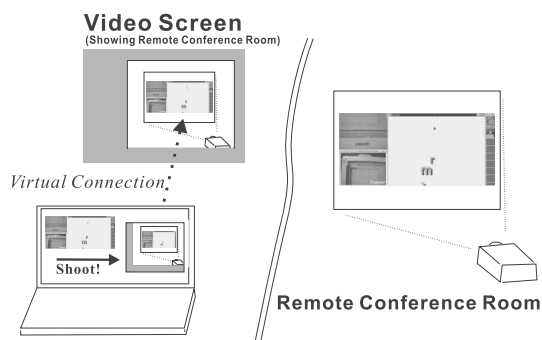 Video Screen
(Showing Remote Conference Room)
Virtual Connection
Shoot!
r
m
Remote Conference Room